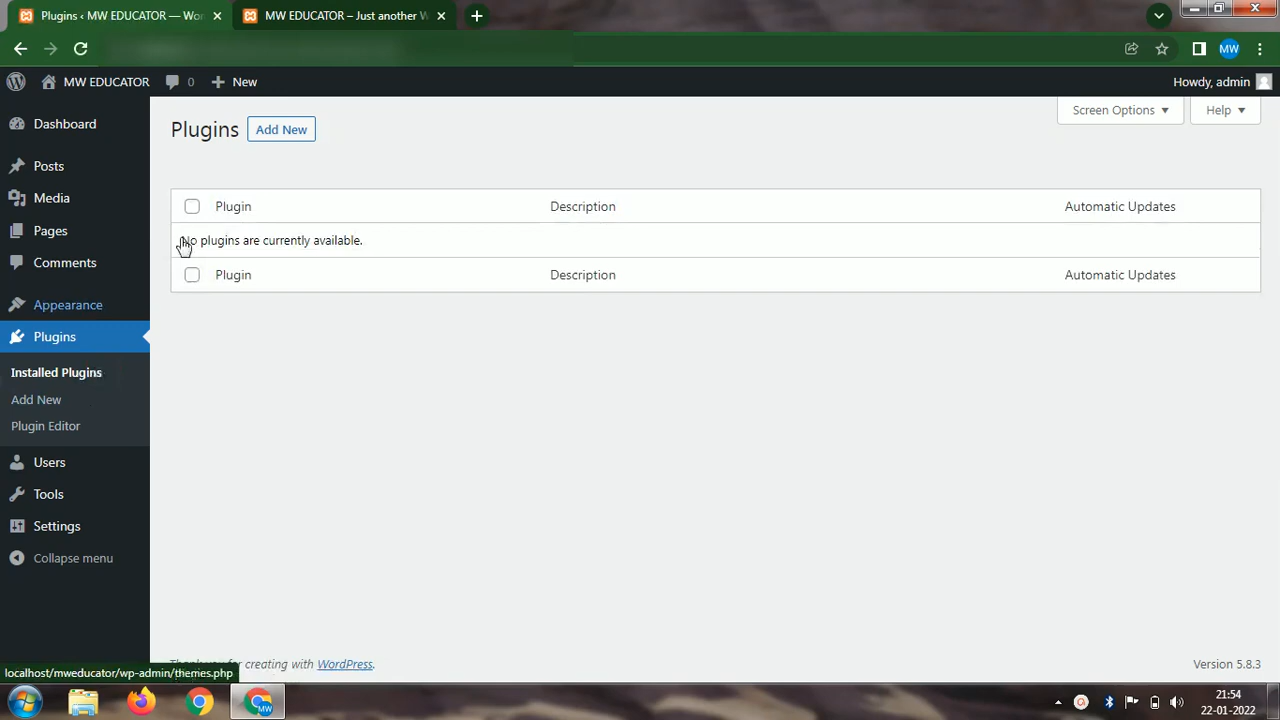 Plugins ‹ MW EDUCATOR — Wor
MW EDUCATOR – Just another W
MW
MW EDUCATOR
0
New
Howdy, admin
Dashboard
Posts
Media
Pages
Comments
Appearance
Plugins
Installed Plugins
Add New
Plugin Editor
Users
Tools
Settings
Collapse menu
Screen Options
Help
Plugins
Add New
Plugin
Description
Automatic Updates
No plugins are currently available.
Plugin
Description
Automatic Updates
for creating with WordPress.
Version 5.8.3
localhost/mweducator/wp-admin/themes.php
MW
21:54
22-01-2022